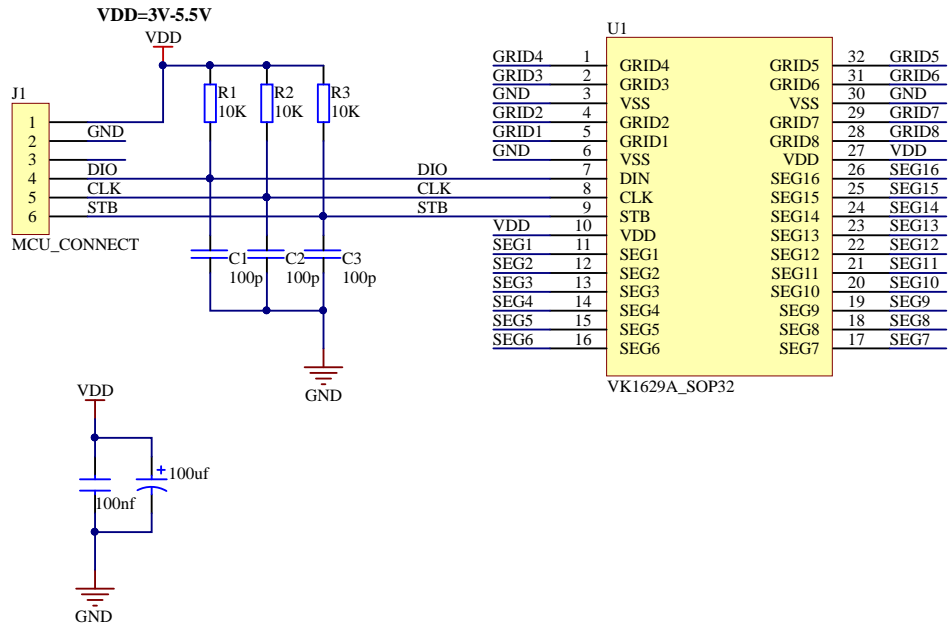 VDD=3V-5.5V
VDD
J1
1
2
3
4
5
6
GND
DIO
CLK
STB
MCU_CONNECT
R1
10K
R2
10K
R3
10K
DIO
CLK
STB
C1
100p
C2
100p
C3
100p
GND
VDD
100nf
+
100uf
GND
U1
GRID4 1 GRID4 GRID5 32 GRID5
GRID3 2 GRID3 GRID6 31 GRID6
GND 3 VSS VSS 30 GND
GRID2 4 GRID2 GRID7 29 GRID7
GRID1 5 GRID1 GRID8 28 GRID8
GND 6 VSS VDD 27 VDD
7 DIN SEG16 26 SEG16
8 CLK SEG15 25 SEG15
9 STB SEG14 24 SEG14
VDD 10 VDD SEG13 23 SEG13
SEG1 11 SEG1 SEG12 22 SEG12
SEG2 12 SEG2 SEG11 21 SEG11
SEG3 13 SEG3 SEG10 20 SEG10
SEG4 14 SEG4 SEG9 19 SEG9
SEG5 15 SEG5 SEG8 18 SEG8
SEG6 16 SEG6 SEG7 17 SEG7
VK1629A_SOP32